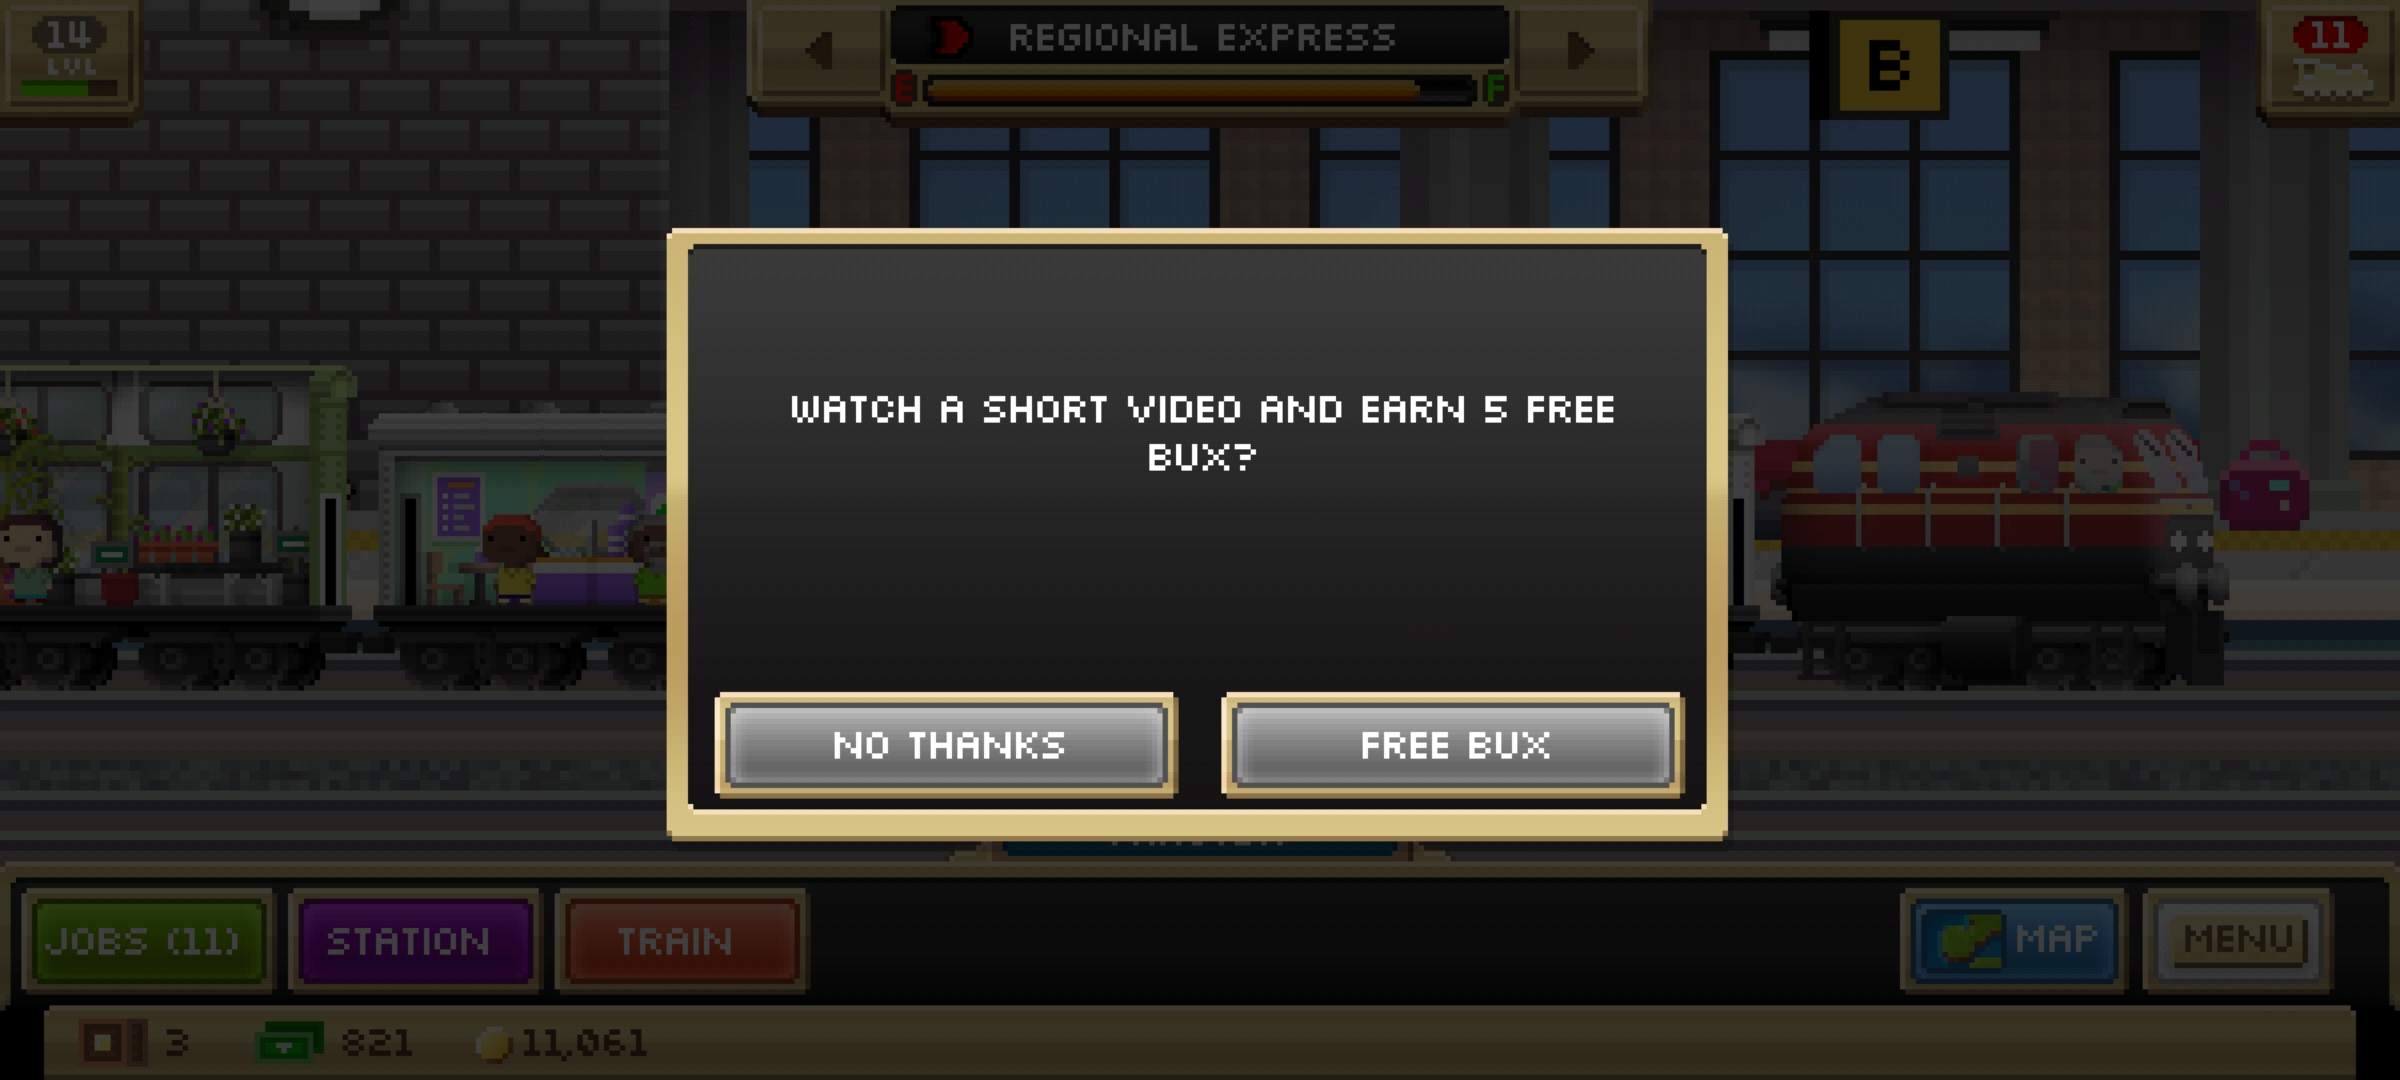 14
LVL
REGIONAL EXPRESS
E
F
B
11
WATCH A SHORT VIDEO AND EARN 5 FREE
BUX?
NO THANKS
FREE BUX
JOBS (11)
STATION
TRAIN
MAP
MENU
3
821
11,061